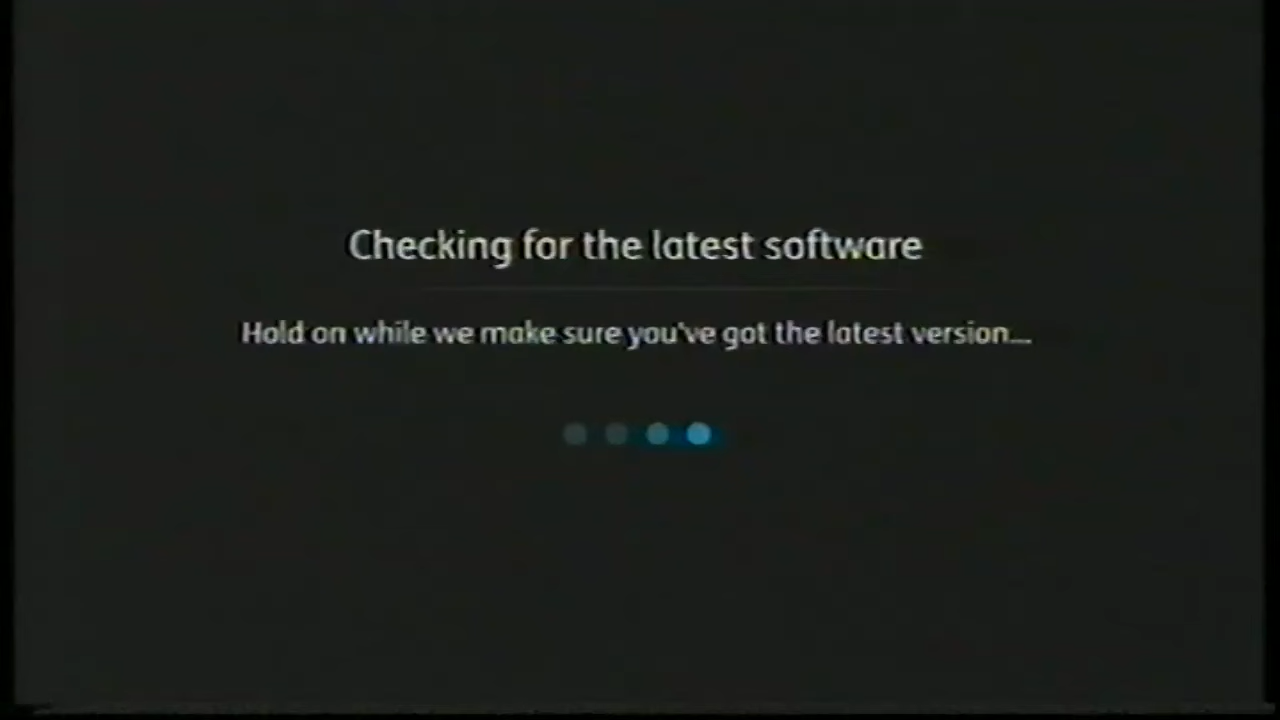 Checking for the latest software
Hold on while we make sure you've got the latest version...